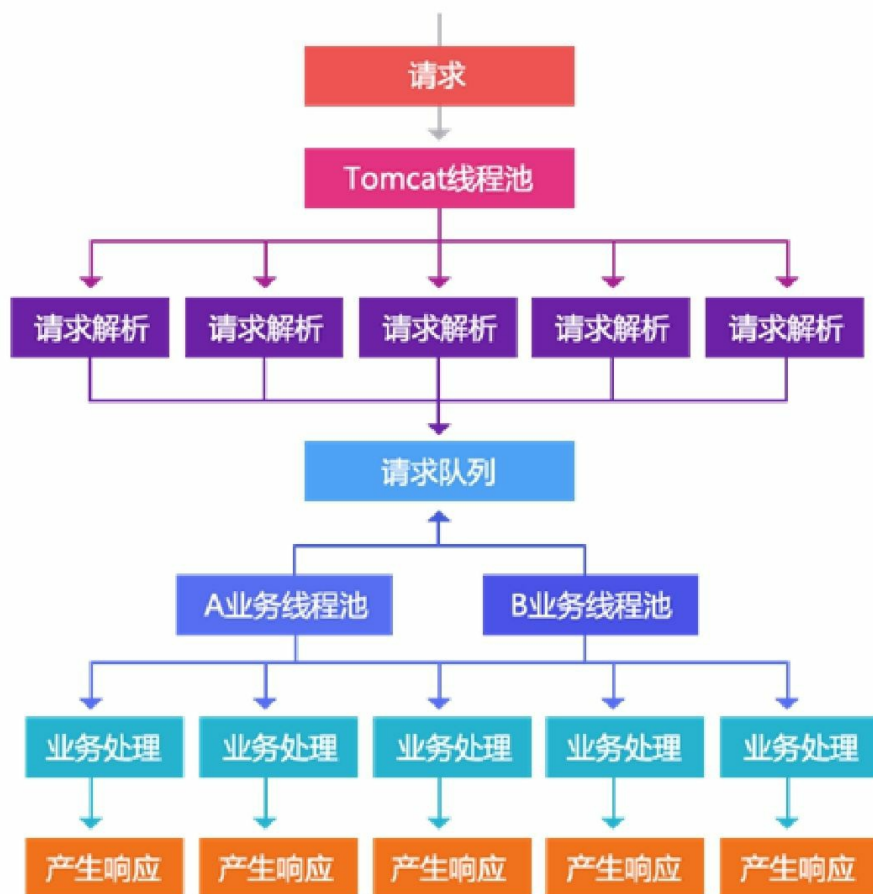 请求
Tomcat线程池
请求解析
请求解析
请求解析
请求解析
请求解析
请求队列
A业务线程池
B业务线程池
业务处理
业务处理
业务处理
业务处理
业务处理
产生响应
产生响应
产生响应
产生响应
产生响应